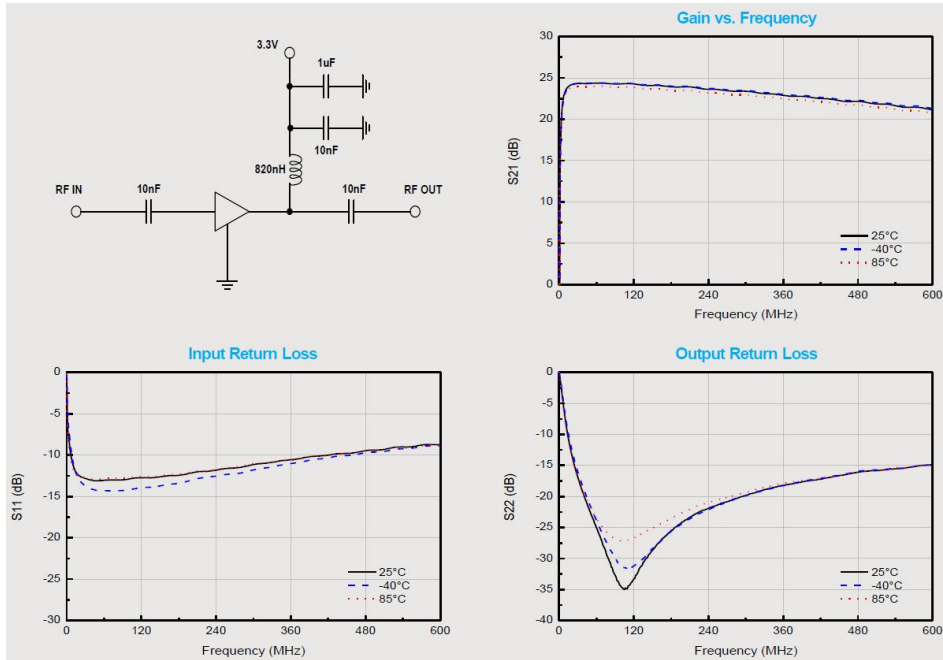 3.3V
1uF
10nF
820nH
RF IN
10nF
10nF
RF OUT
Gain vs. Frequency
S21 (dB)
30
25
20
15
10
5
0
0 120 240 360 480 600
Frequency (MHz)
25°C
-40°C
85°C
Input Return Loss
S11 (dB)
0
-5
-10
-15
-20
-25
-30
0 120 240 360 480 600
Frequency (MHz)
25°C
-40°C
85°C
Output Return Loss
S22 (dB)
0
-5
-10
-15
-20
-25
-30
-35
-40
0 120 240 360 480 600
Frequency (MHz)
25°C
-40°C
85°C